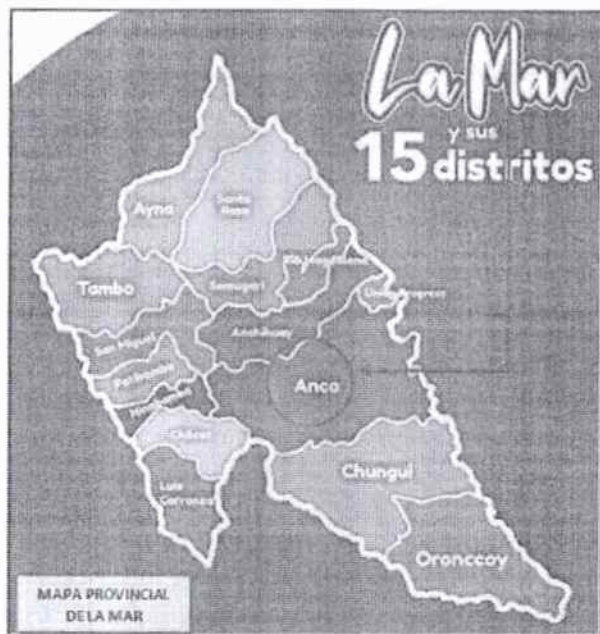 La Mar
y sus
15 distritos
Ayna
Santa
Rosa
Tambo
Samugari
San Miguel
Anchihuay
Anco
Chilcas
Luis
Carranza
Chungui
Oronccoy
MAPA PROVINCIAL
DE LA MAR